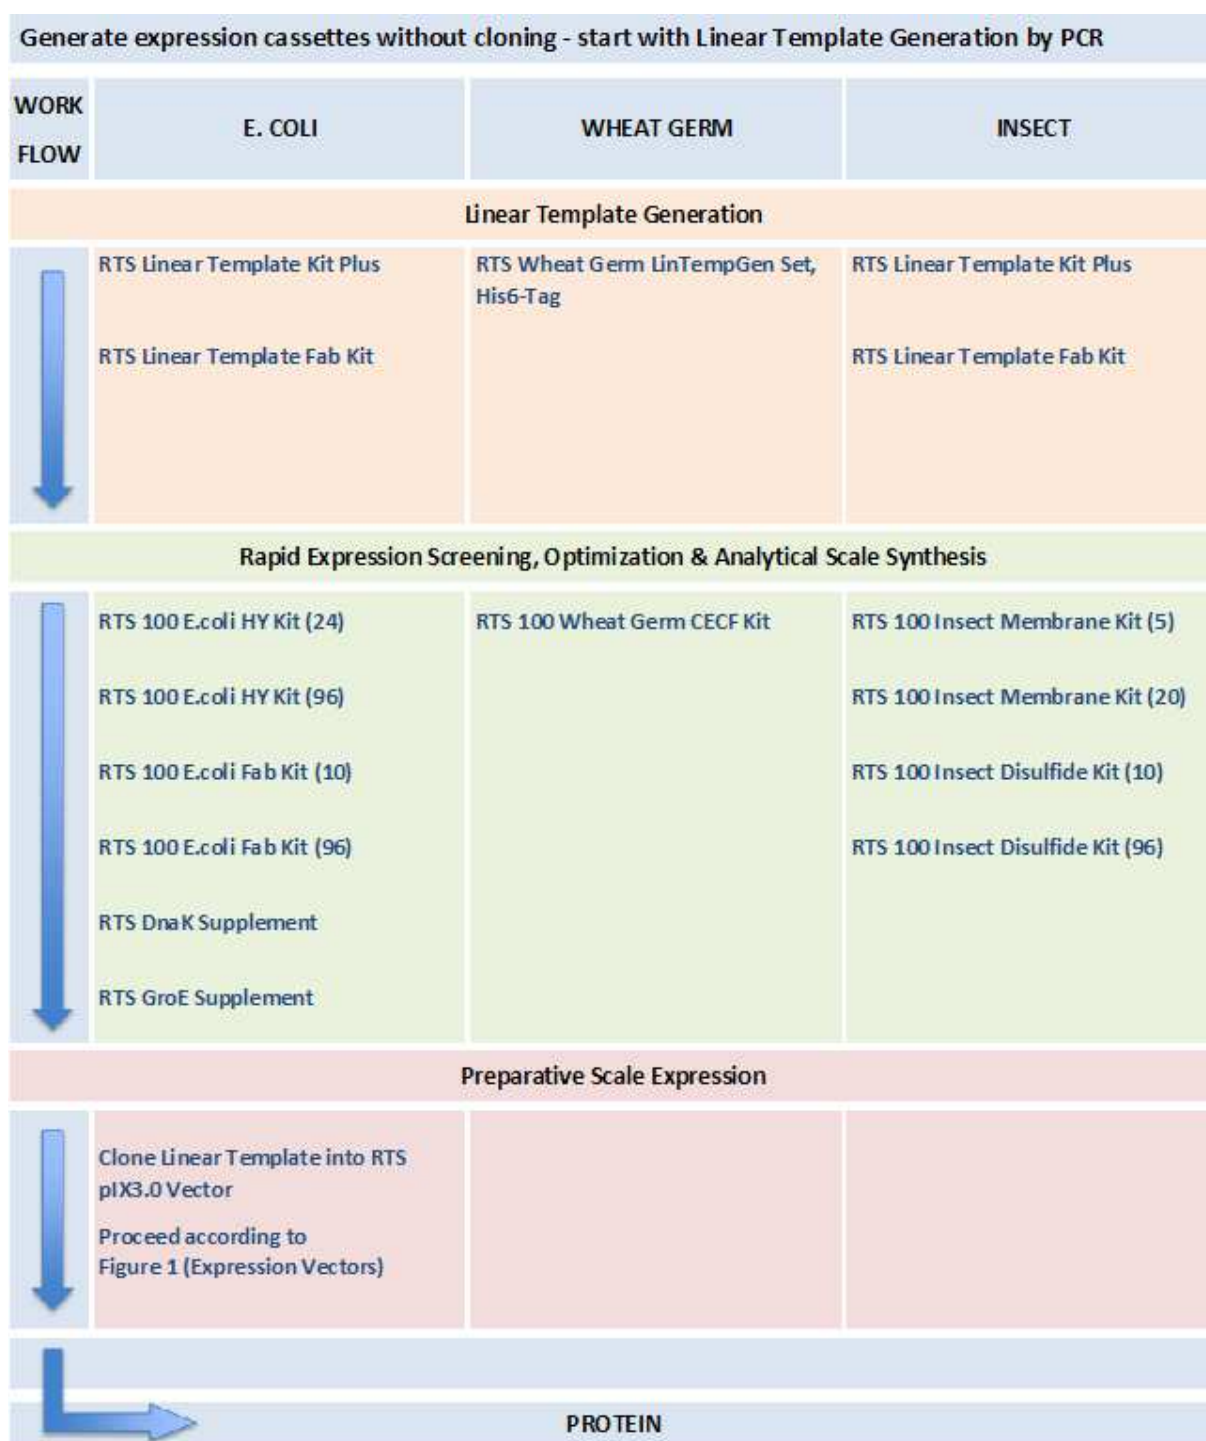 Generate expression cassettes without cloning - start with Linear Template Generation by PCR
WORK
FLOW
E. COLI
WHEAT GERM
INSECT
Linear Template Generation
RTS Linear Template Kit Plus
RTS Linear Template Fab Kit
RTS Wheat Germ LinTempGen Set,
His6-Tag
RTS Linear Template Kit Plus
RTS Linear Template Fab Kit
Rapid Expression Screening, Optimization & Analytical Scale Synthesis
RTS 100 E.coli HY Kit (24)
RTS 100 E.coli HY Kit (96)
RTS 100 E.coli Fab Kit (10)
RTS 100 E.coli Fab Kit (96)
RTS DnaK Supplement
RTS GroE Supplement
RTS 100 Wheat Germ CECF Kit
RTS 100 Insect Membrane Kit (5)
RTS 100 Insect Membrane Kit (20)
RTS 100 Insect Disulfide Kit (10)
RTS 100 Insect Disulfide Kit (96)
Preparative Scale Expression
Clone Linear Template into RTS
pIX3.0 Vector
Proceed according to
Figure 1 (Expression Vectors)
PROTEIN